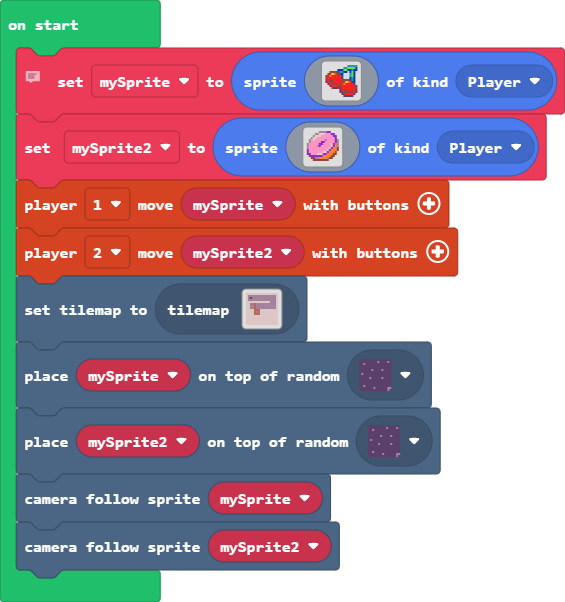 on start
set mySprite to sprite of kind Player
set mySprite2 to sprite of kind Player
player 1 move mySprite with buttons
player 2 move mySprite2 with buttons
set tilemap to tilemap
place mySprite on top of random
place mySprite2 on top of random
camera follow sprite mySprite
camera follow sprite mySprite2